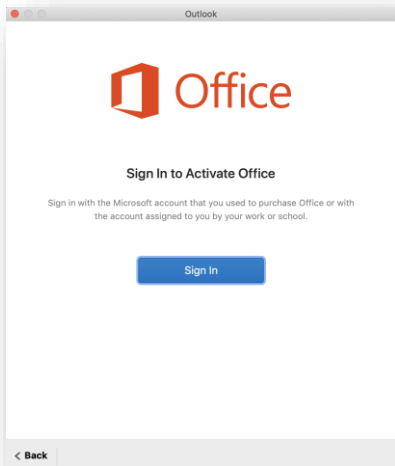 Outlook
Office
Sign In to Activate Office
Sign in with the Microsoft account that you used to purchase Office or with
the account assigned to you by your work or school.
Sign In
< Back